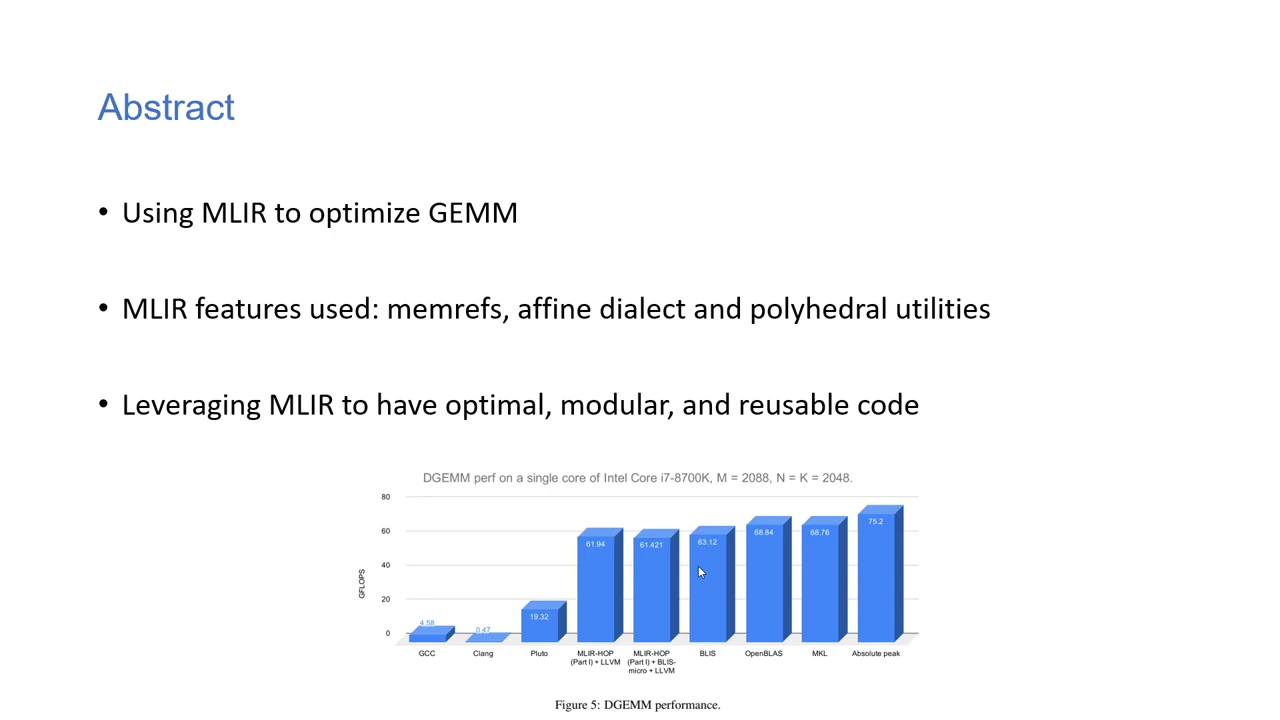 Abstract
• Using MLIR to optimize GEMM
• MLIR features used: memrefs, affine dialect and polyhedral utilities
• Leveraging MLIR to have optimal, modular, and reusable code
DGEMM perf on a single core of Intel Core i7-8700K, M = 2088, N = K = 2048.
GFLOPS
80
60
40
20
0
4.58
0.47
19.32
61.94
61.421
63.12
68.84
68.76
75.2
GCC
Clang
Pluto
MLIR-HOP
(Part I) + LLVM
MLIR-HOP
(Part I) + BLIS-
micro + LLVM
BLIS
OpenBLAS
MKL
Absolute peak
Figure 5: DGEMM performance.